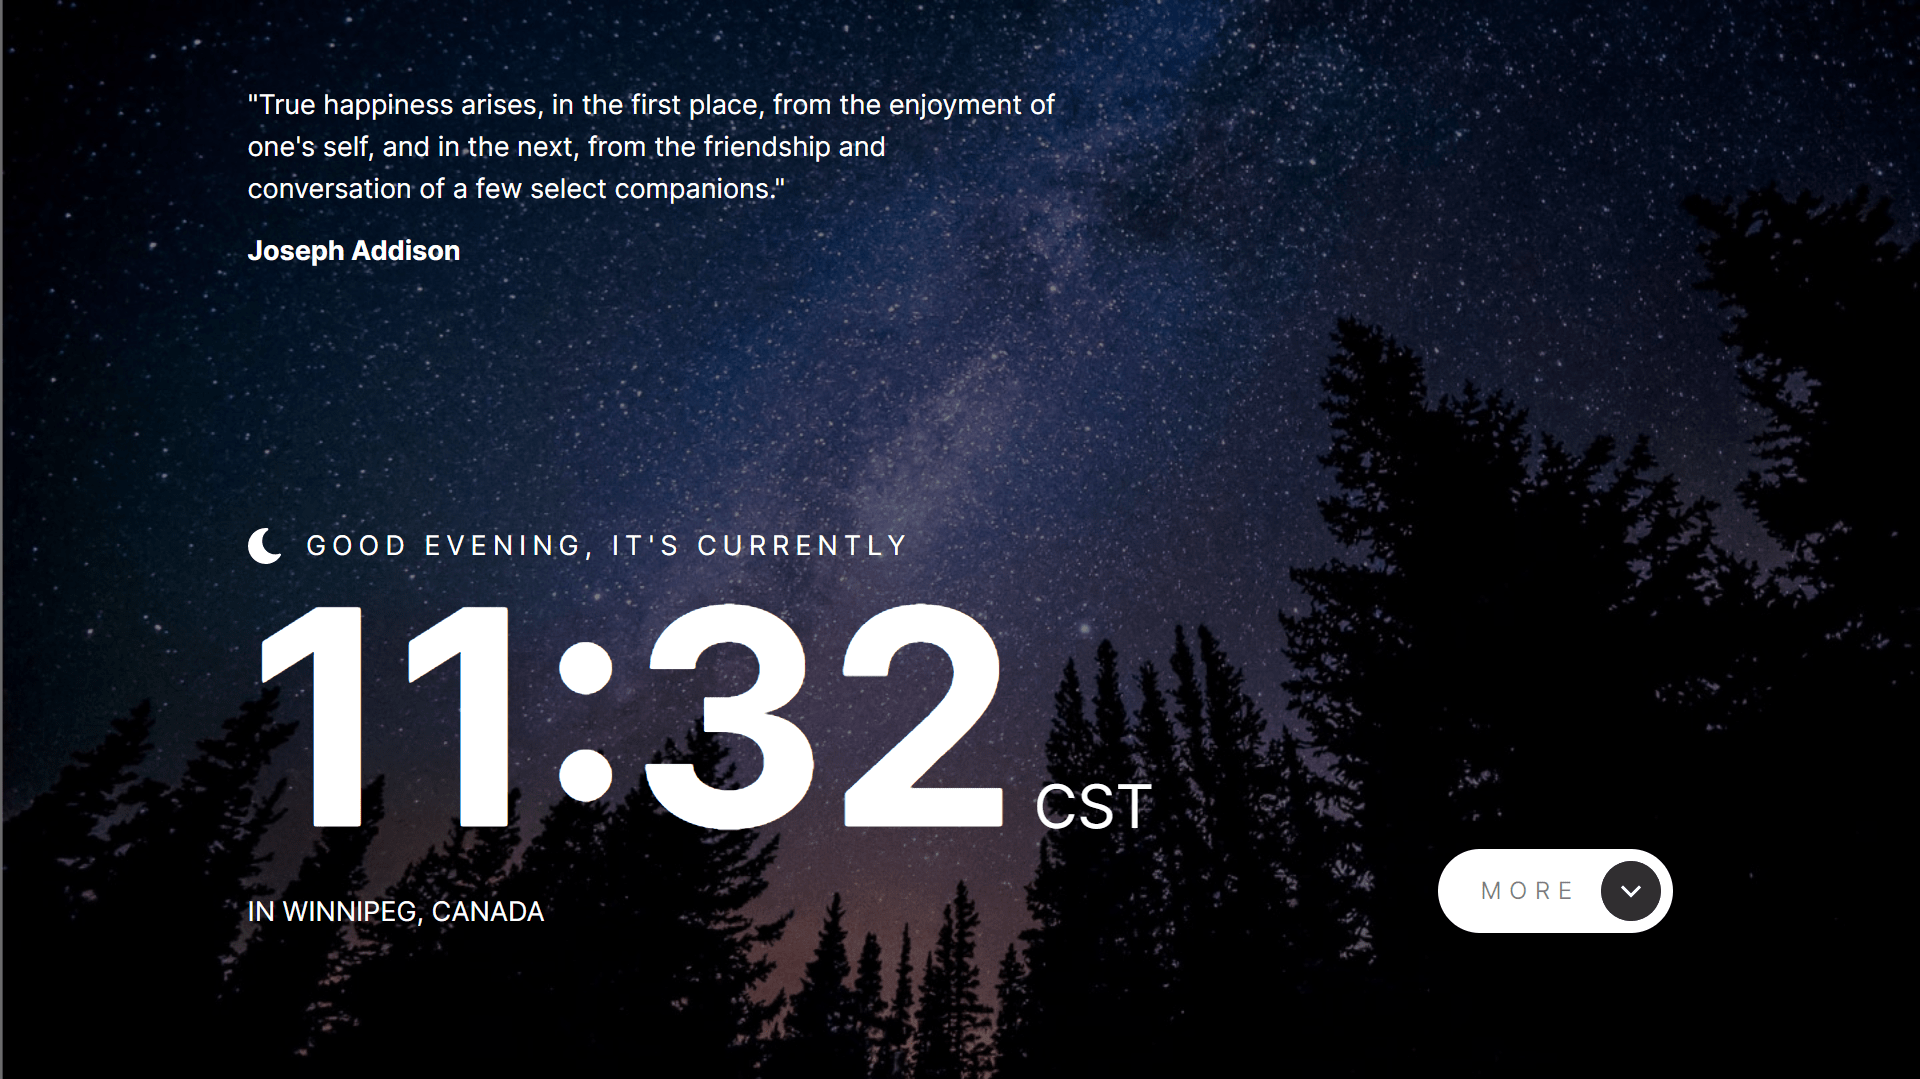 "True happiness arises, in the first place, from the enjoyment of
one's self, and in the next, from the friendship and
conversation of a few select companions."
Joseph Addison
GOOD EVENING, IT'S CURRENTLY
11:32 CST
IN WINNIPEG, CANADA
MORE